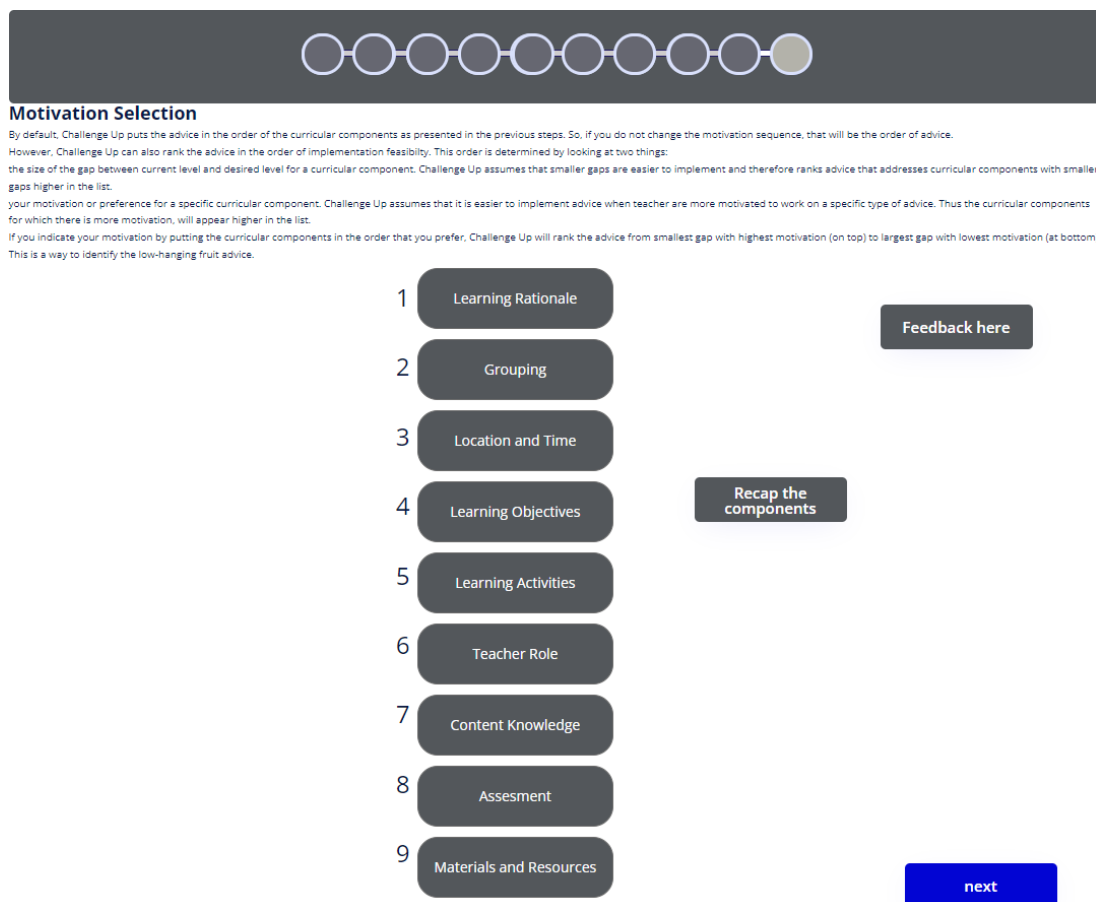 Motivation Selection
By default, Challenge Up puts the advice in the order of the curricular components as presented in the previous steps. So, if you do not change the motivation sequence, that will be the order of advice.
However, Challenge Up can also rank the advice in the order of implementation feasibilty. This order is determined by looking at two things:
the size of the gap between current level and desired level for a curricular component. Challenge Up assumes that smaller gaps are easier to implement and therefore ranks advice that addresses curricular components with smaller
gaps higher in the list.
your motivation or preference for a specific curricular component. Challenge Up assumes that it is easier to implement advice when teacher are more motivated to work on a specific type of advice. Thus the curricular components
for which there is more motivation, will appear higher in the list.
If you indicate your motivation by putting the curricular components in the order that you prefer, Challenge Up will rank the advice from smallest gap with highest motivation (on top) to largest gap with lowest motivation (at bottom
This is a way to identify the low-hanging fruit advice.
1 Learning Rationale
Feedback here
2 Grouping
3 Location and Time
Recap the
components
4 Learning Objectives
5 Learning Activities
6 Teacher Role
7 Content Knowledge
8 Assesment
9 Materials and Resources
next